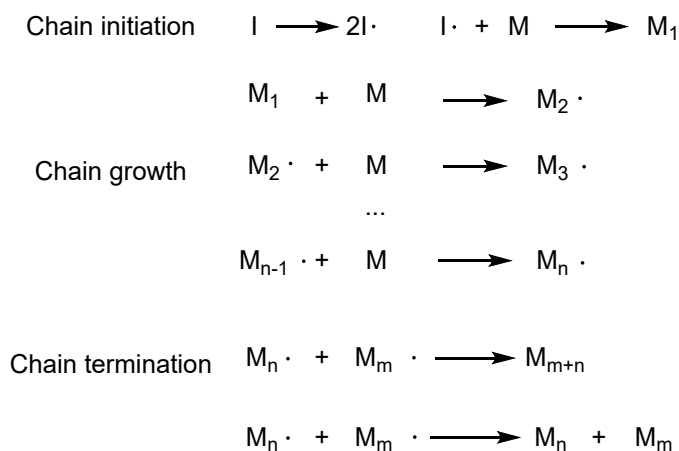 Chain initiation I ⟶ 2I· I· + M ⟶ M₁
M₁ + M ⟶ M₂ ·
Chain growth M₂ · + M ⟶ M₃ ·
...
Mₙ₋₁ · + M ⟶ Mₙ ·
Chain termination Mₙ · + Mₘ · ⟶ Mₘ₊ₙ
Mₙ · + Mₘ · ⟶ Mₙ + Mₘ